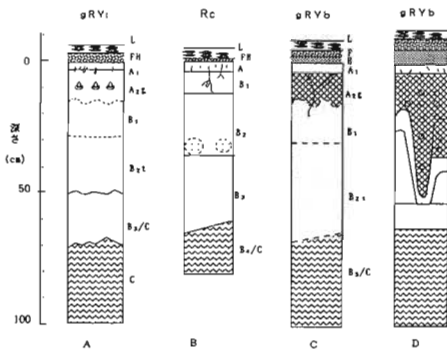 gRYi Rc gRYb gRYb
L
FH
A₁
A₂g
B₁
B₂t
B₃/C
C
L
FH
A
B₁
B₂
B₃
B₄/C
L
F
H
A₁
A₂g
B₁
B₂t
B₃/C
0
深さ
(cm)
50
100
A B C D